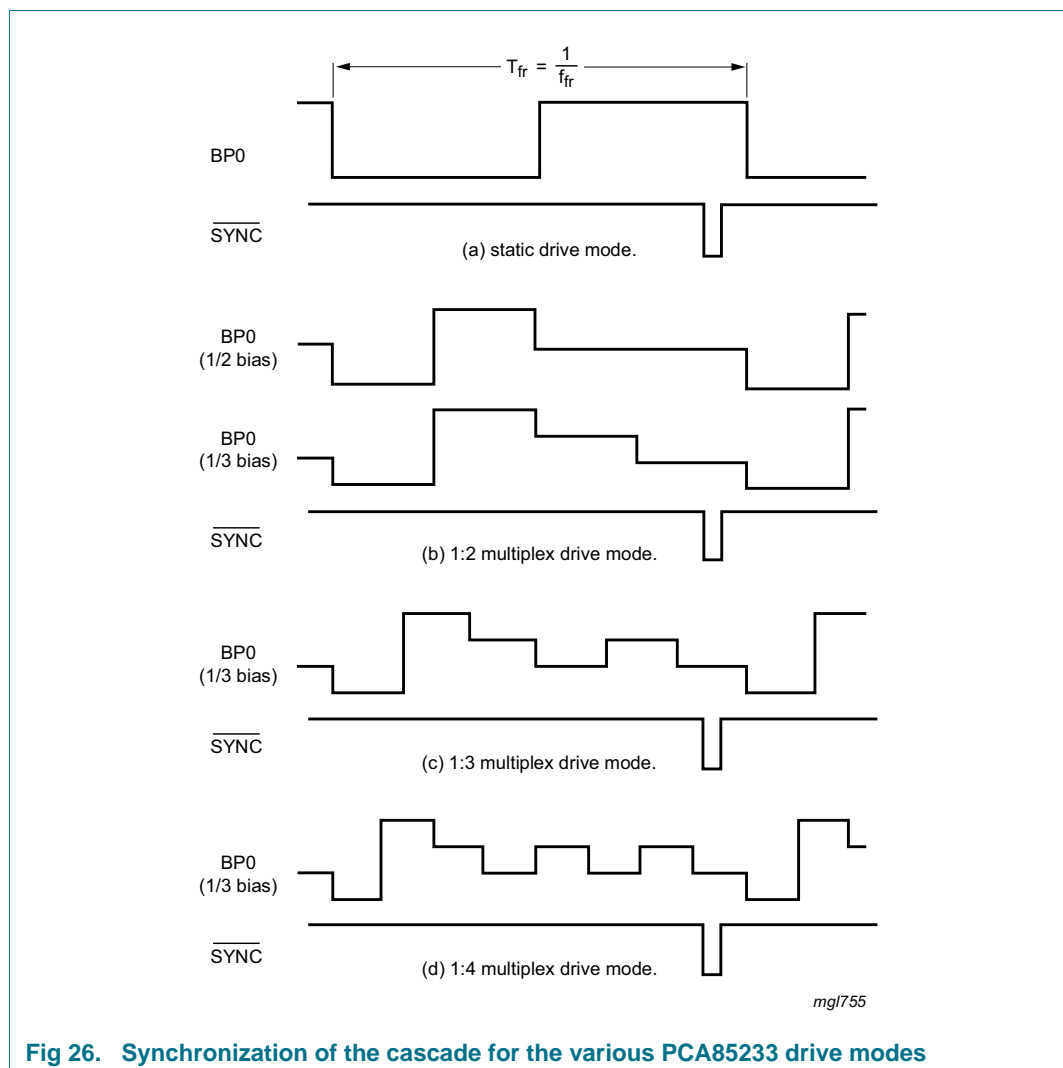 T_fr = 1/f_fr
BP0
SYNC
(a) static drive mode.
BP0
(1/2 bias)
BP0
(1/3 bias)
SYNC
(b) 1:2 multiplex drive mode.
BP0
(1/3 bias)
SYNC
(c) 1:3 multiplex drive mode.
BP0
(1/3 bias)
SYNC
(d) 1:4 multiplex drive mode.
mgl755
Fig 26. Synchronization of the cascade for the various PCA85233 drive modes